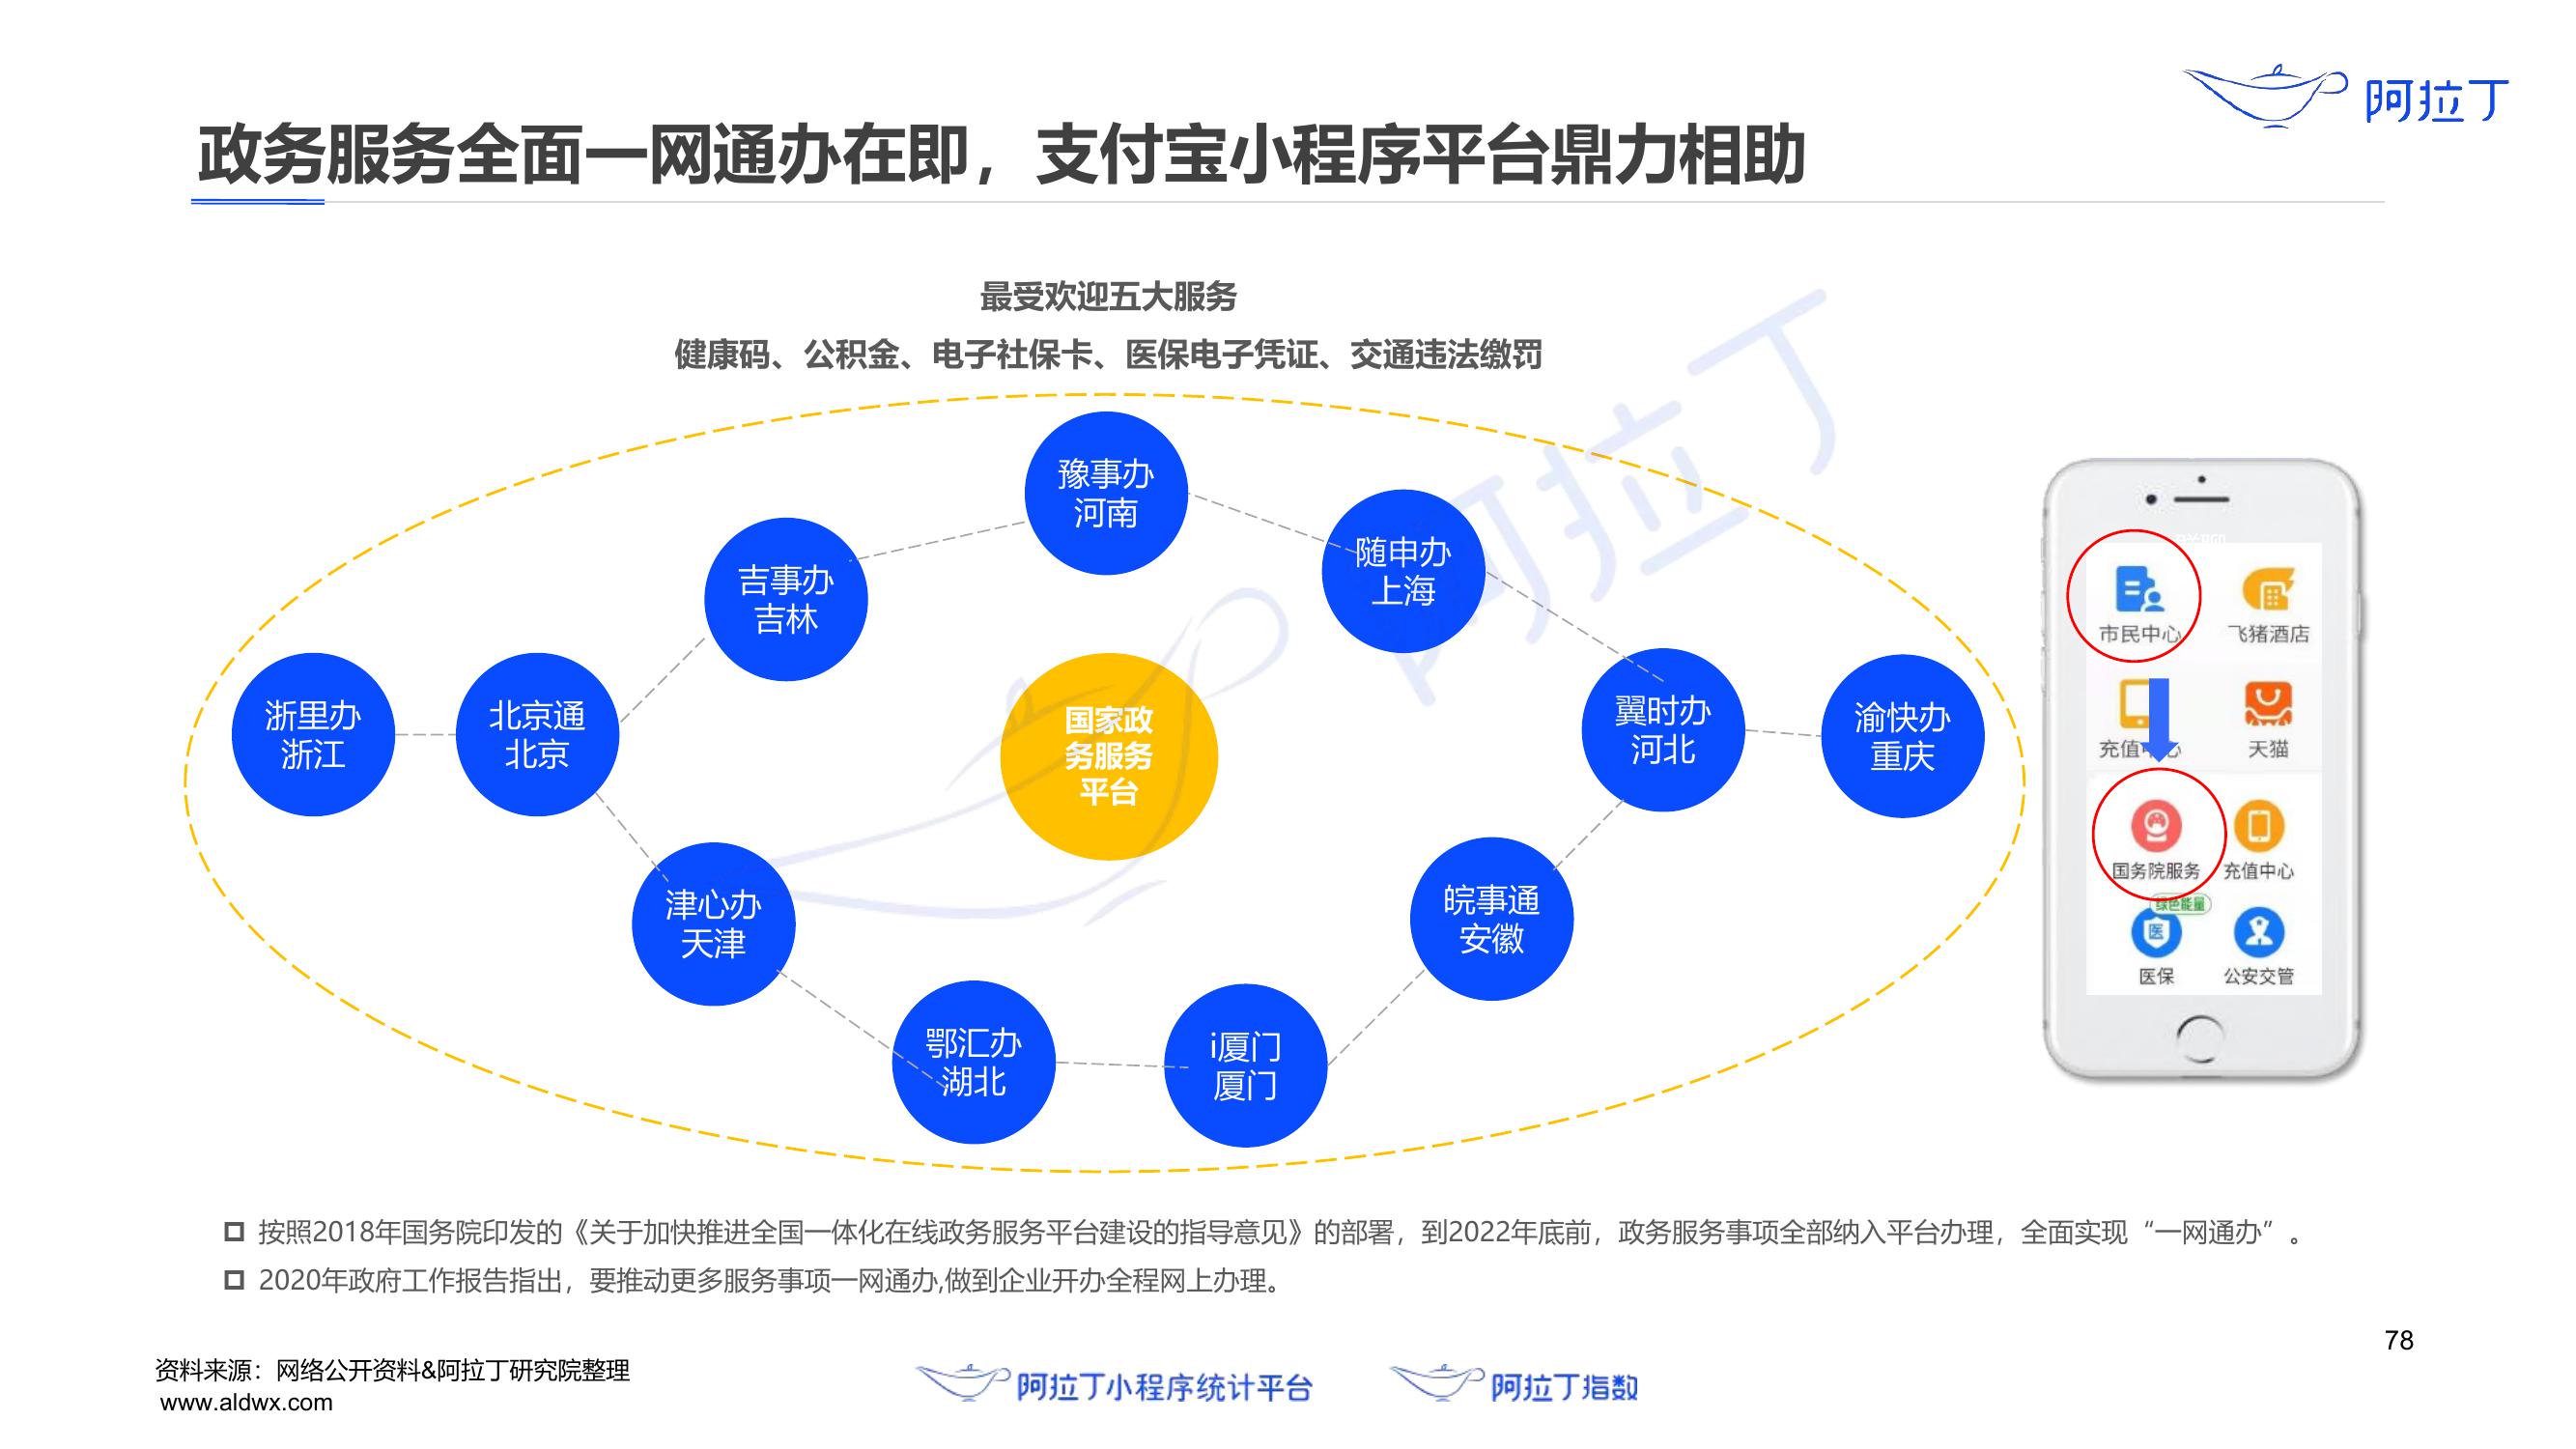 阿拉丁
政务服务全面一网通办在即，支付宝小程序平台鼎力相助
最受欢迎五大服务
健康码、公积金、电子社保卡、医保电子凭证、交通违法缴罚
豫事办
河南
吉事办
吉林
随申办
上海
浙里办
浙江
北京通
北京
国家政
务服务
平台
翼时办
河北
渝快办
重庆
津心办
天津
皖事通
安徽
鄂汇办
湖北
i厦门
厦门
阿拉丁
市民中心
飞猪酒店
充值中心
天猫
国务院服务
充值中心
绿色能量
医
医保
公安交管
按照2018年国务院印发的《关于加快推进全国一体化在线政务服务平台建设的指导意见》的部署，到2022年底前，政务服务事项全部纳入平台办理，全面实现“一网通办”。
2020年政府工作报告指出，要推动更多服务事项一网通办,做到企业开办全程网上办理。
78
资料来源：网络公开资料&阿拉丁研究院整理
www.aldwx.com
阿拉丁小程序统计平台
阿拉丁指数